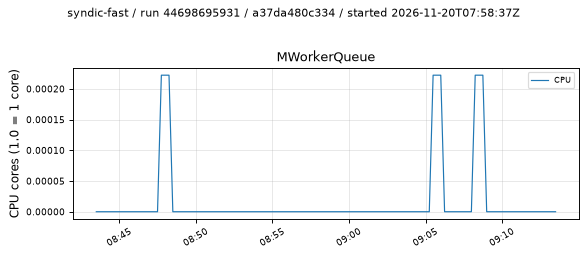 syndic-fast / run 44698695931 / a37da480c334 / started 2026-11-20T07:58:37Z
MWorkerQueue
CPU
CPU cores (1.0 = 1 core)
0.00020
0.00015
0.00010
0.00005
0.00000
08:45
08:50
08:55
09:00
09:05
09:10